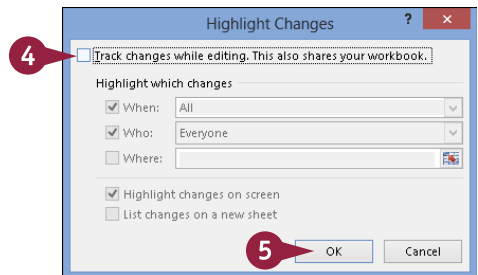 Highlight Changes ?
4
Track changes while editing. This also shares your workbook.
Highlight which changes
When: All
Who: Everyone
Where:
Highlight changes on screen
List changes on a new sheet
5 OK Cancel